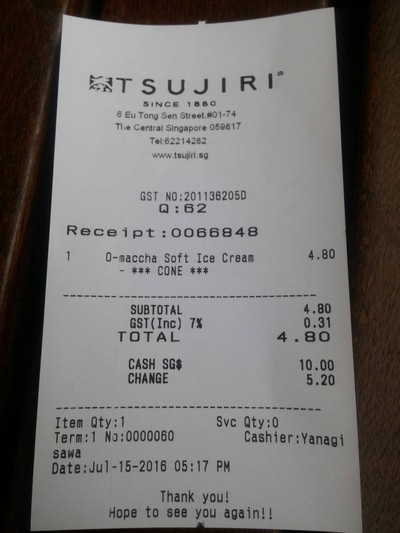 TSUJIRI®
SINCE 1860
6 Eu Tong Sen Street,#01-74
The Central Singapore 059817
Tel:62214282
www.tsujiri.sg
GST NO:201136205D
Q:62
Receipt:0066848
1 O-maccha Soft Ice Cream 4.80
- *** CONE ***
SUBTOTAL 4.80
GST(Inc) 7% 0.31
TOTAL 4.80
CASH SG$ 10.00
CHANGE 5.20
Item Qty:1 Svc Qty:0
Term:1 No:0000060 Cashier:Yanagi
sawa
Date:Jul-15-2016 05:17 PM
Thank you!
Hope to see you again!!